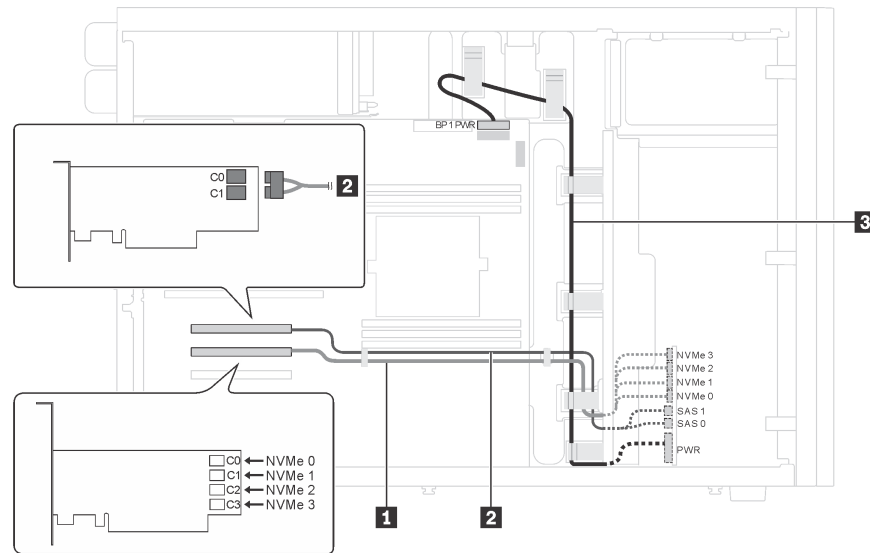 BP1 PWR
C0
C1
2
3
NVMe 3
NVMe 2
NVMe 1
NVMe 0
SAS 1
SAS 0
PWR
C0 NVMe 0
C1 NVMe 1
C2 NVMe 2
C3 NVMe 3
1
2